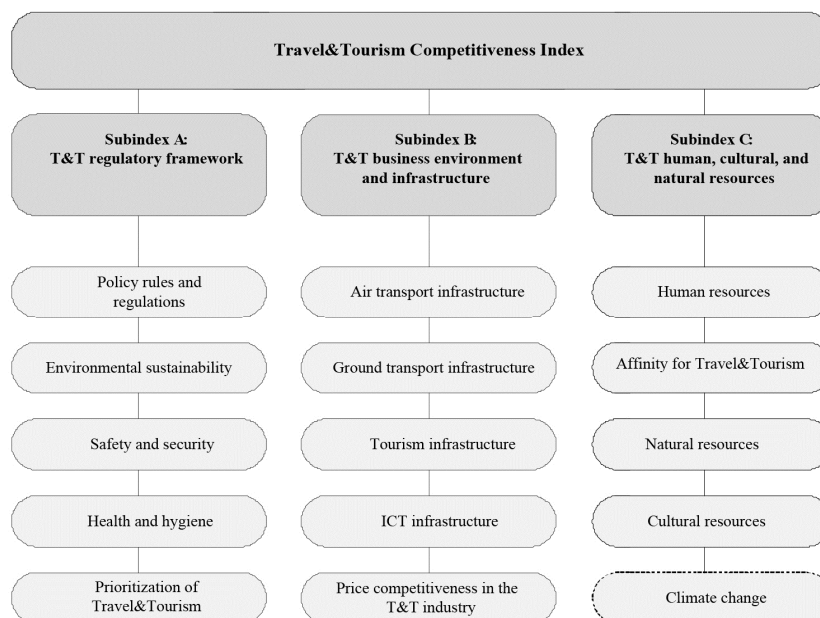 Travel&Tourism Competitiveness Index
Subindex A:
T&T regulatory framework
Policy rules and
regulations
Environmental sustainability
Safety and security
Health and hygiene
Prioritization of
Travel&Tourism
Subindex B:
T&T business environment
and infrastructure
Air transport infrastructure
Ground transport infrastructure
Tourism infrastructure
ICT infrastructure
Price competitiveness in the
T&T industry
Subindex C:
T&T human, cultural, and
natural resources
Human resources
Affinity for Travel&Tourism
Natural resources
Cultural resources
Climate change